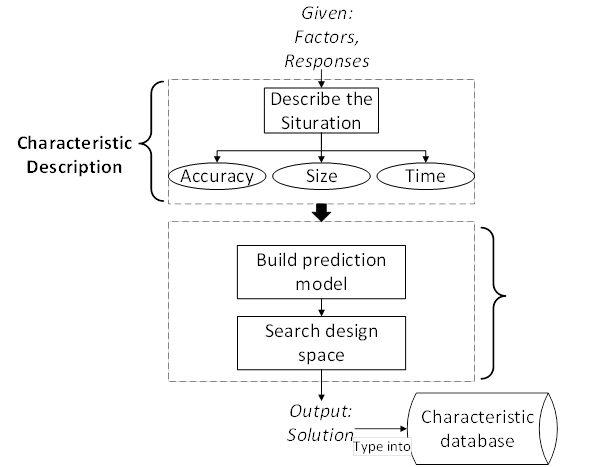 Given:
Factors,
Responses
Describe the
Situration
Characteristic
Description
Accuracy
Size
Time
Build prediction
model
Search design
space
Output:
Solution
Type into
Characteristic
database